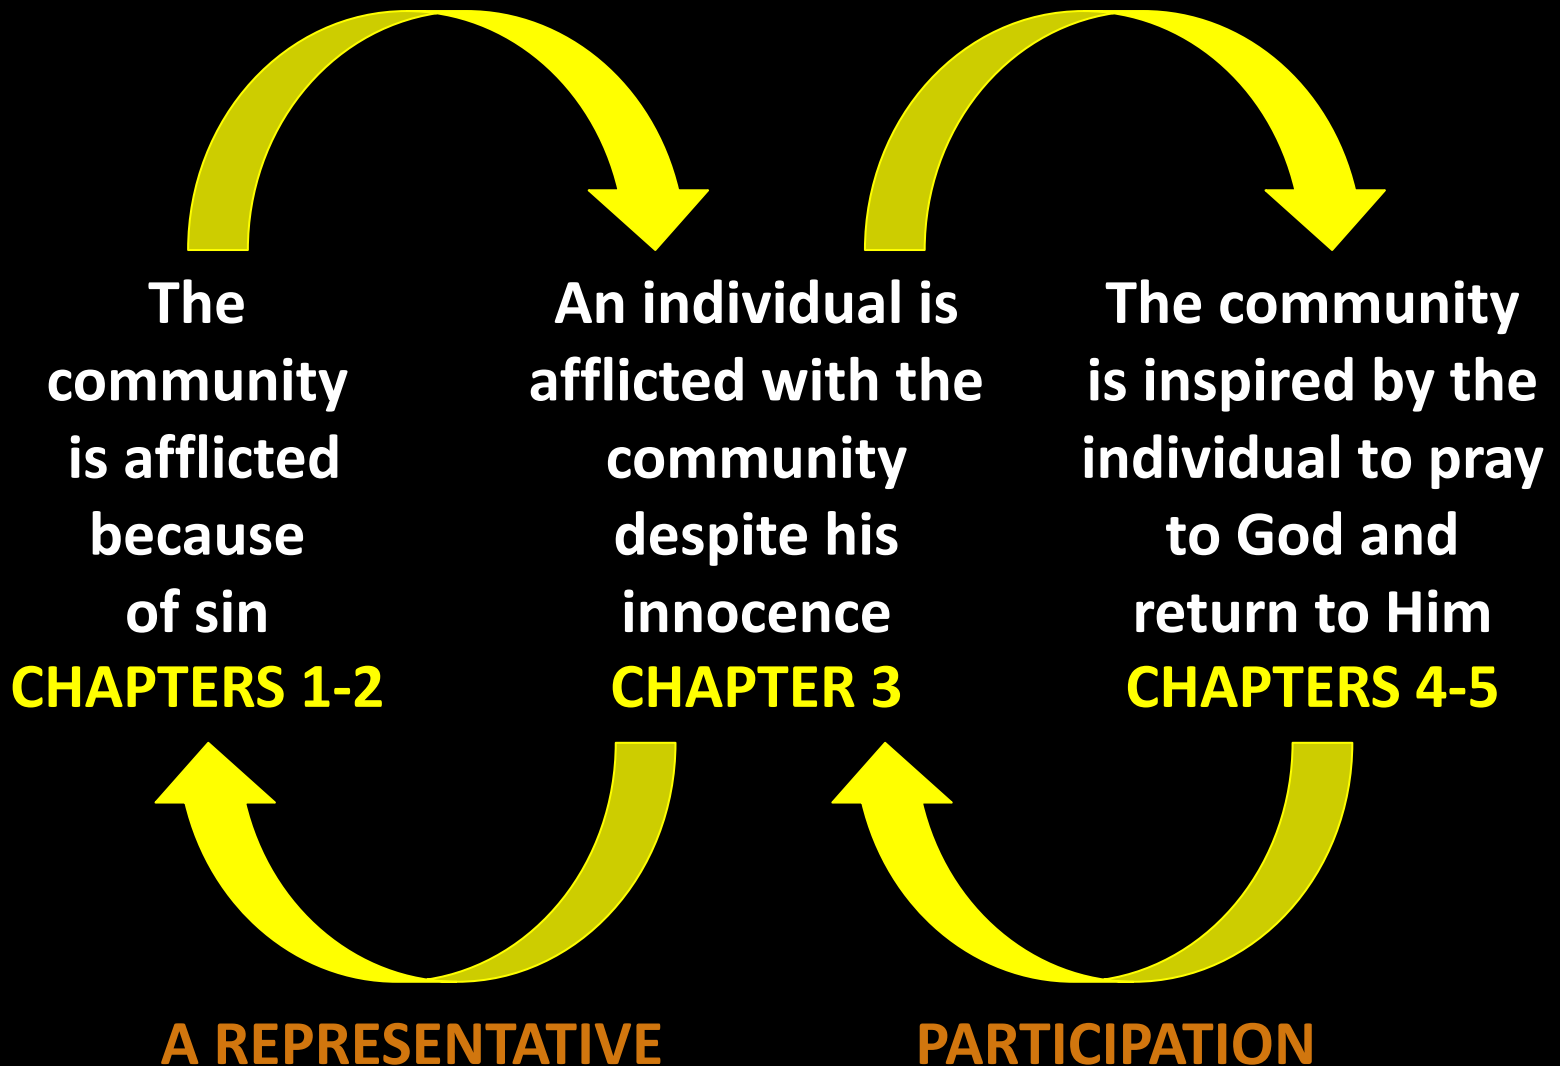 The
community
is afflicted
because
of sin
CHAPTERS 1-2
An individual is
afflicted with the
community
despite his
innocence
CHAPTER 3
The community
is inspired by the
individual to pray
to God and
return to Him
CHAPTERS 4-5
A REPRESENTATIVE
PARTICIPATION